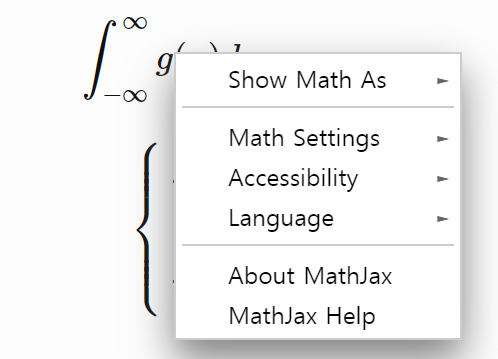 ∫
∞
−∞
g(
Show Math As
Math Settings
Accessibility
Language
About MathJax
MathJax Help